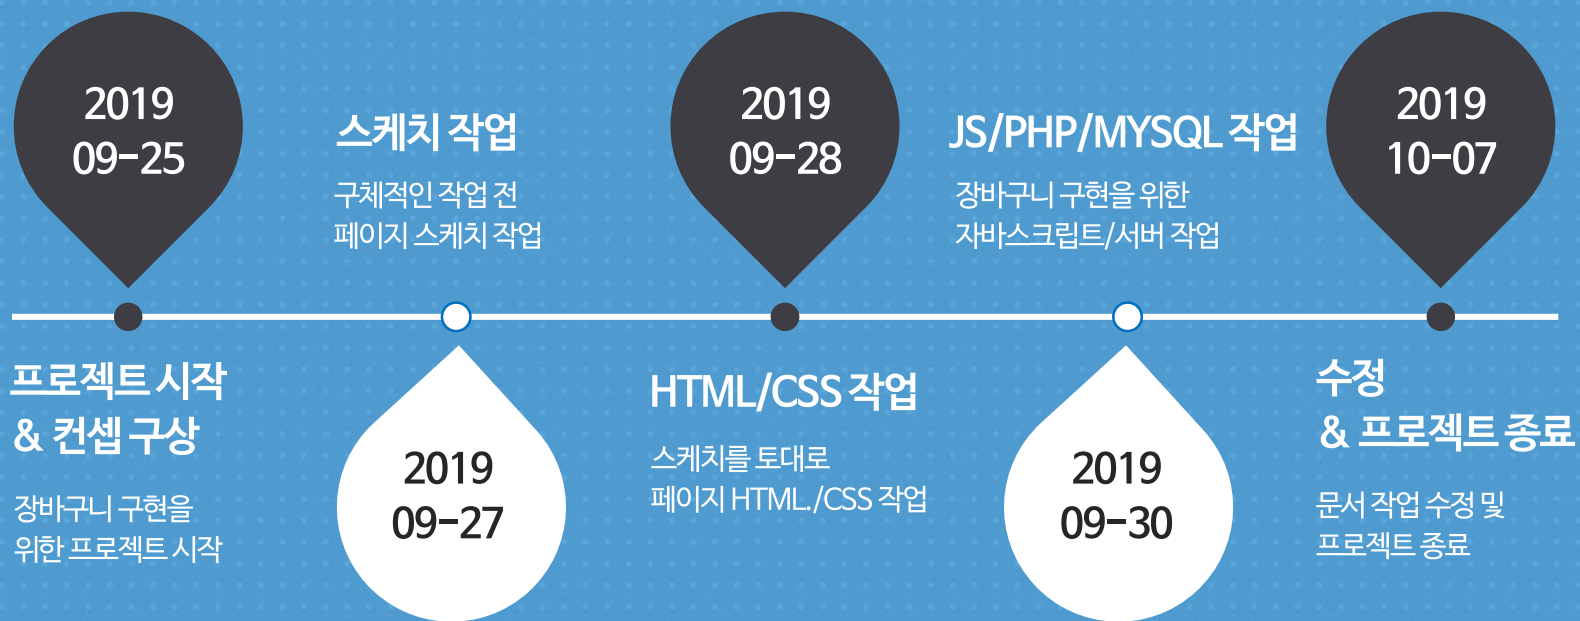 2019
09-25
프로젝트 시작
& 컨셉 구상
장바구니 구현을
위한 프로젝트 시작
스케치 작업
구체적인 작업 전
페이지 스케치 작업
2019
09-27
2019
09-28
HTML/CSS 작업
스케치를 토대로
페이지 HTML./CSS 작업
JS/PHP/MYSQL 작업
장바구니 구현을 위한
자바스크립트/서버 작업
2019
09-30
2019
10-07
수정
& 프로젝트 종료
문서 작업 수정 및
프로젝트 종료